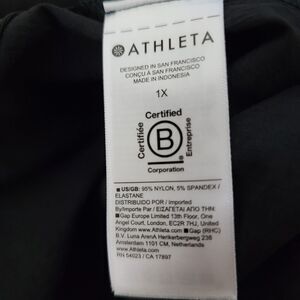 ATHLETA
DESIGNED IN SAN FRANCISCO
CONÇU À SAN FRANCISCO
MADE IN INDONESIA
1X
Certified
Certifiée
B
Entreprise
Corporation
US/GB: 95% NYLON, 5% SPANDEX/
ELASTANE
DISTRIBUIDO POR / Imported
By/Importe Par / ΕΙΣΑΓΕΤΑΙ ΑΠΟ ΤΗΝ:
Gap Europe Limited 13th Floor, One
Angel Court, London, EC2R 7HJ, United
Kingdom. www.Athleta.com. Gap (RHC)
B.V. Luna ArenA Herikerbergweg 238
Amsterdam 1101 CM, Netherlands
www.Athleta.com
RN 54023 / CA 17897